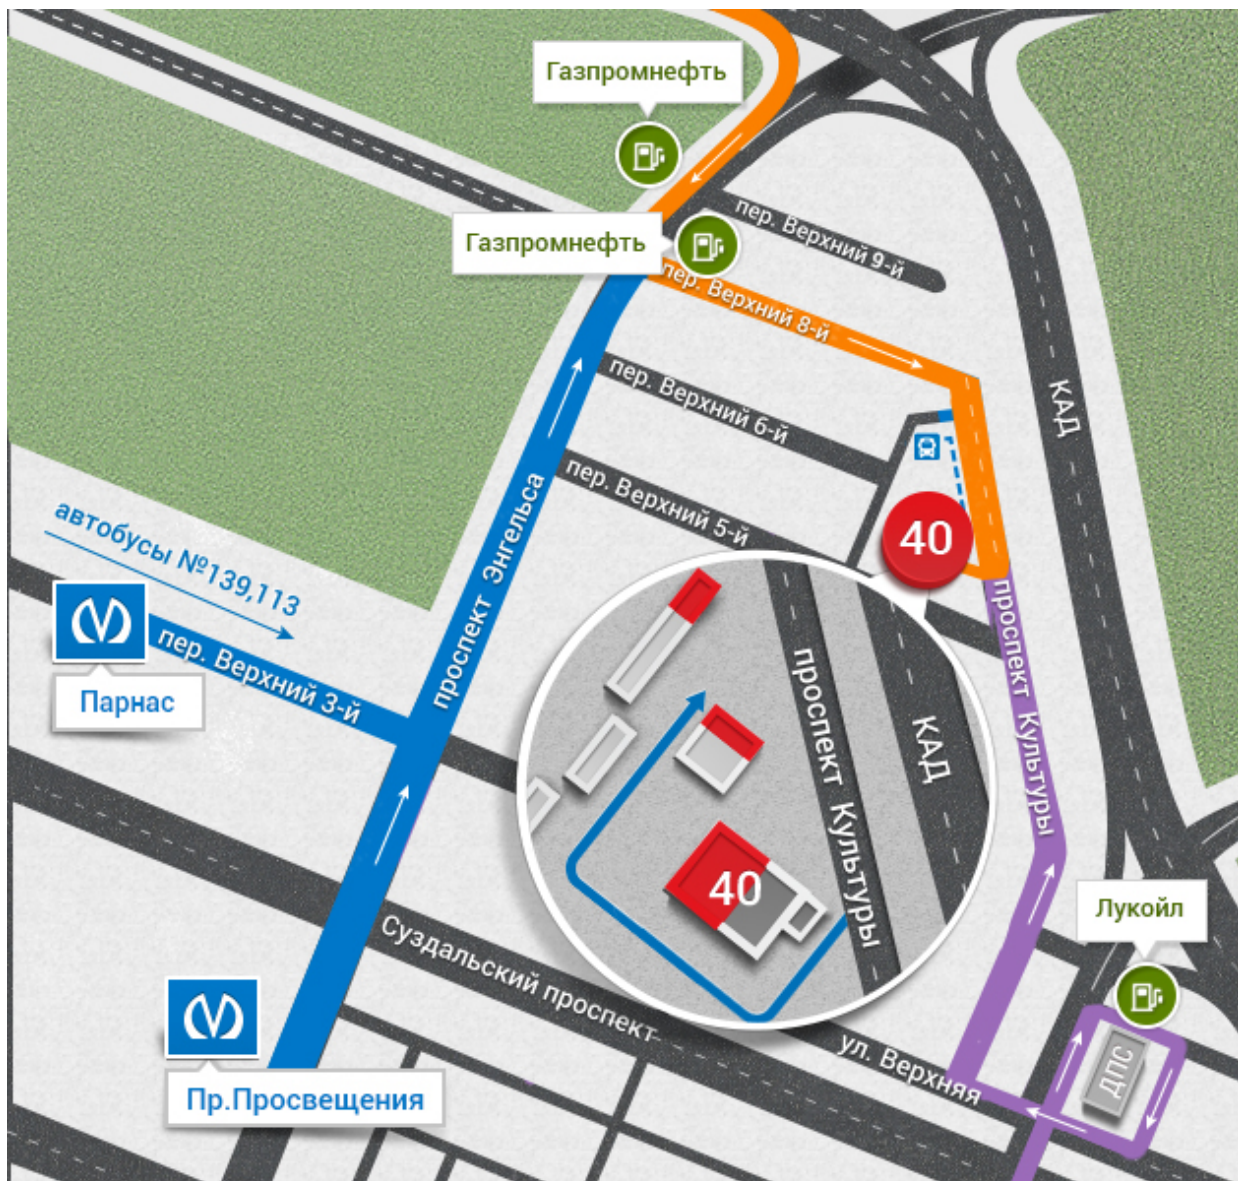 Газпромнефть
пер. Верхний 9-й
Газпромнефть
пер. Верхний 8-й
КАД
пер. Верхний 6-й
пер. Верхний 5-й
проспект Энгельса
автобусы №139,113
40
пер. Верхний 3-й
Парнас
проспект Культуры
проспект Культуры
КАД
40
Лукойл
Суздальский проспект
ул. Верхняя
ДПС
Пр.Просвещения